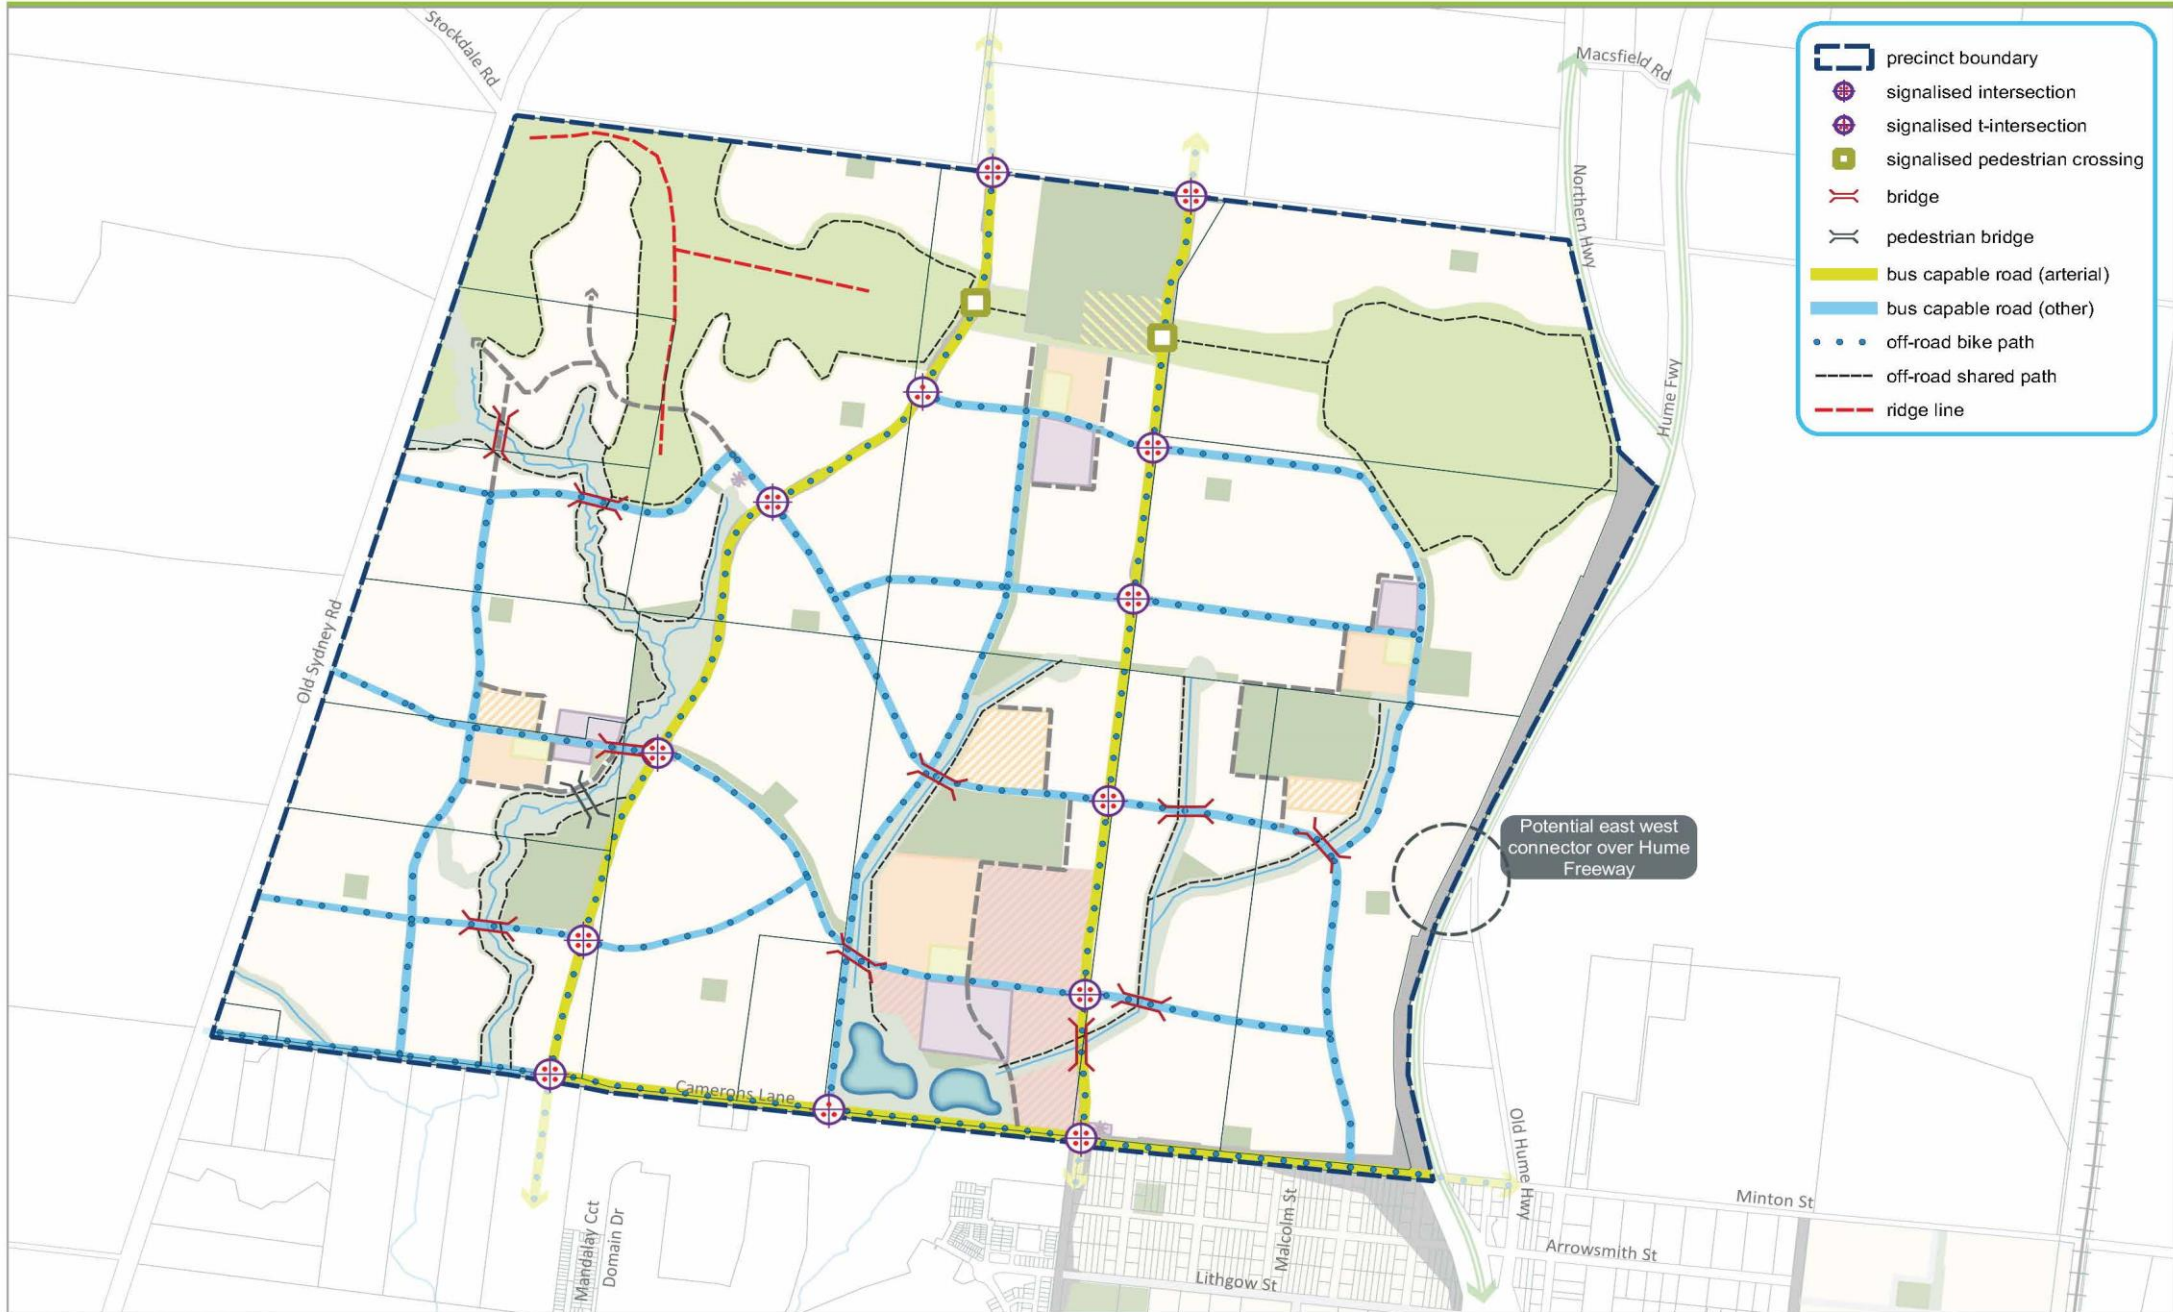 Stockdale Rd
Macsfield Rd
precinct boundary
signalised intersection
signalised t-intersection
signalised pedestrian crossing
bridge
pedestrian bridge
bus capable road (arterial)
bus capable road (other)
off-road bike path
off-road shared path
ridge line
Northern Hwy
Hume Fwy
Old Sydney Rd
Potential east west
connector over Hume
Freeway
Camerons Lane
Old Hume Hwy
Minton St
Mandalay Cct
Domain Dr
Malcolm St
Arrowsmith St
Lithgow St